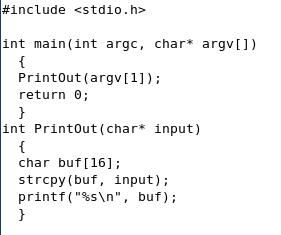 #include <stdio.h>

int main(int argc, char* argv[])
  {
  PrintOut(argv[1]);
  return 0;
  }
int PrintOut(char* input)
  {
  char buf[16];
  strcpy(buf, input);
  printf("%s\n", buf);
  }